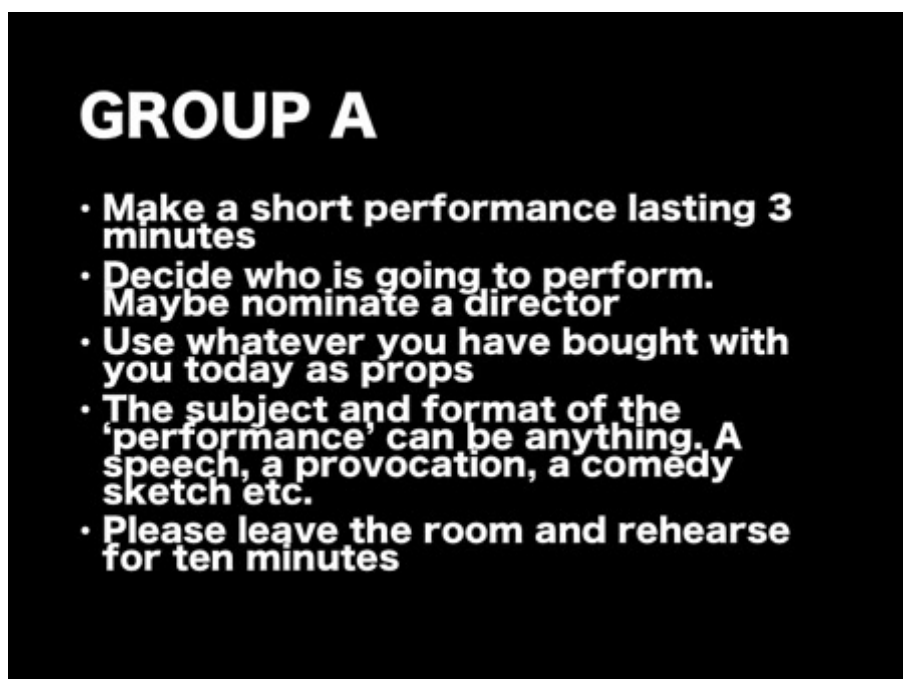 GROUP A
· Make a short performance lasting 3
minutes
· Decide who is going to perform.
Maybe nominate a director
· Use whatever you have bought with
you today as props
· The subject and format of the
‘performance’ can be anything. A
speech, a provocation, a comedy
sketch etc.
· Please leave the room and rehearse
for ten minutes